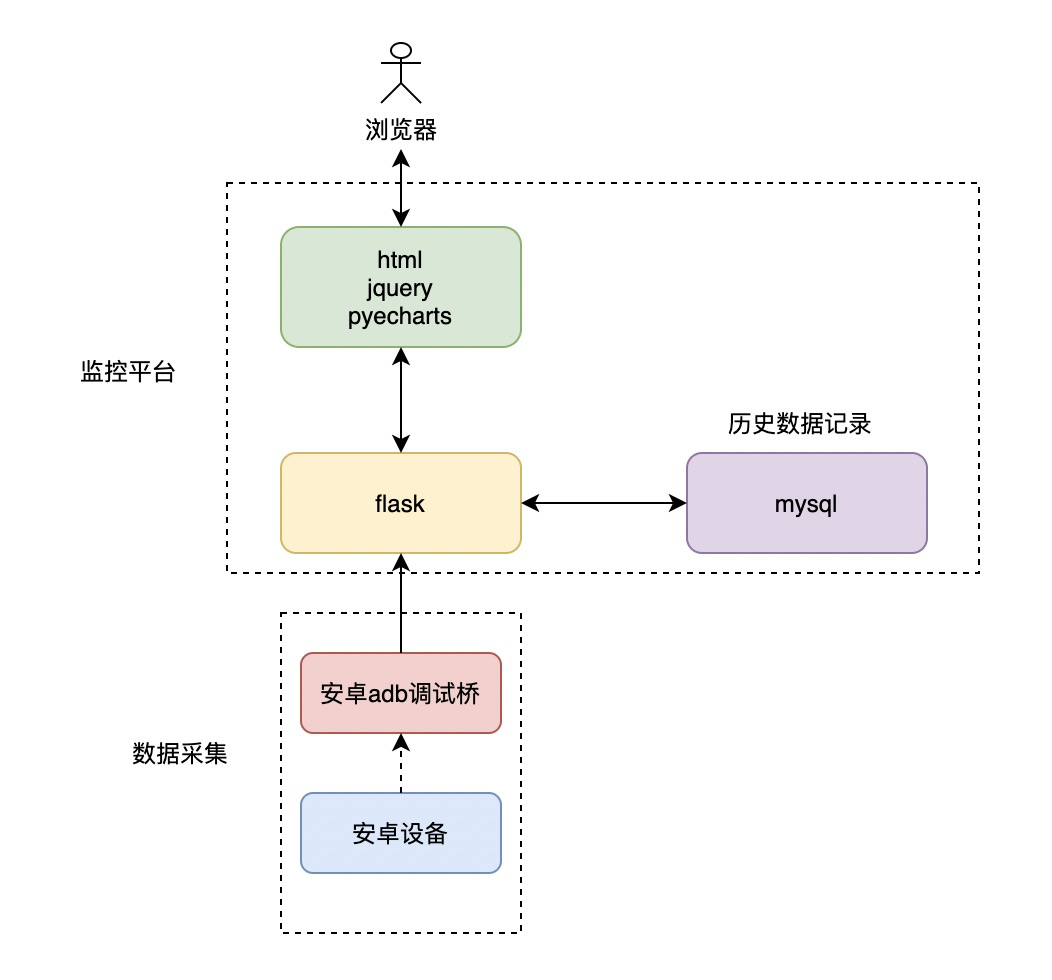 浏览器
html
jquery
pyecharts
监控平台
历史数据记录
flask
mysql
安卓adb调试桥
数据采集
安卓设备